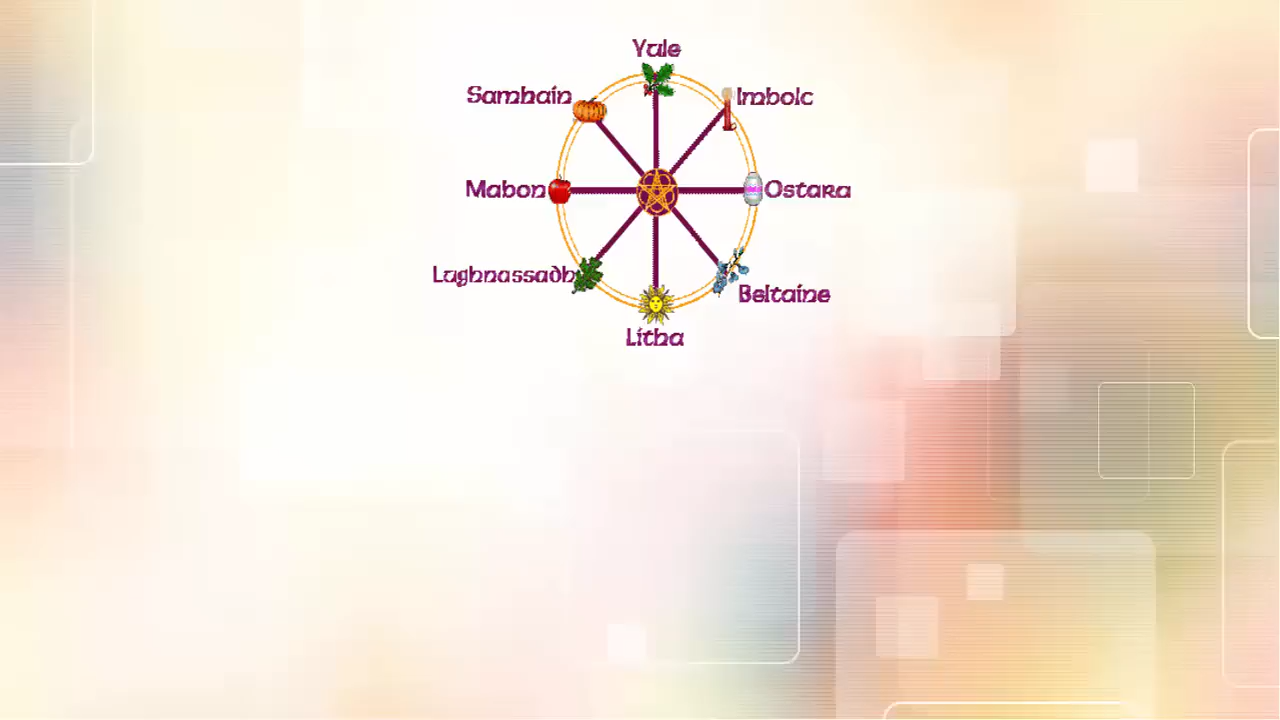 Yule
Samhain
Imbolc
Mabon
Ostara
Lughnassadh
Beltaine
Litha